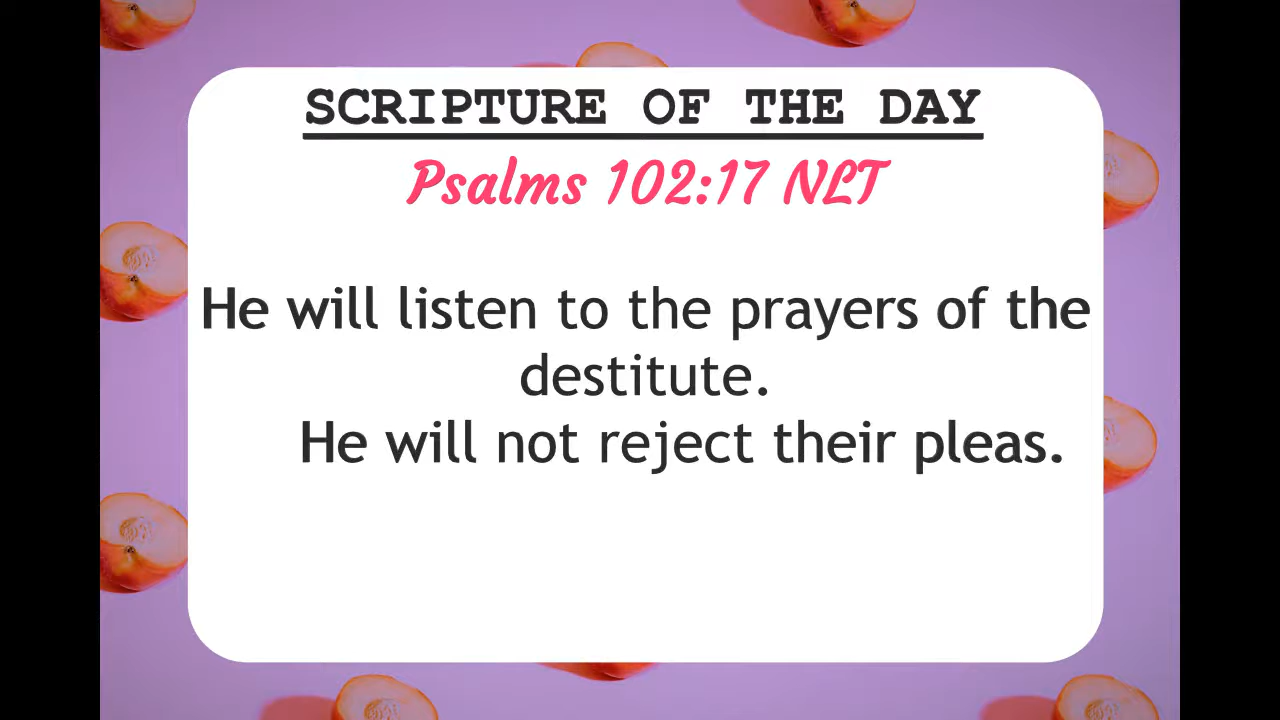 SCRIPTURE OF THE DAY
Psalms 102:17 NLT
He will listen to the prayers of the
destitute.
He will not reject their pleas.